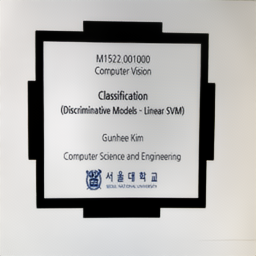 M1522.001000
Computer Vision
Classification
(Discriminative Models - Linear SVM)
Gunhee Kim
Computer Science and Engineering
서울대학교
SEOUL NATIONAL UNIVERSITY